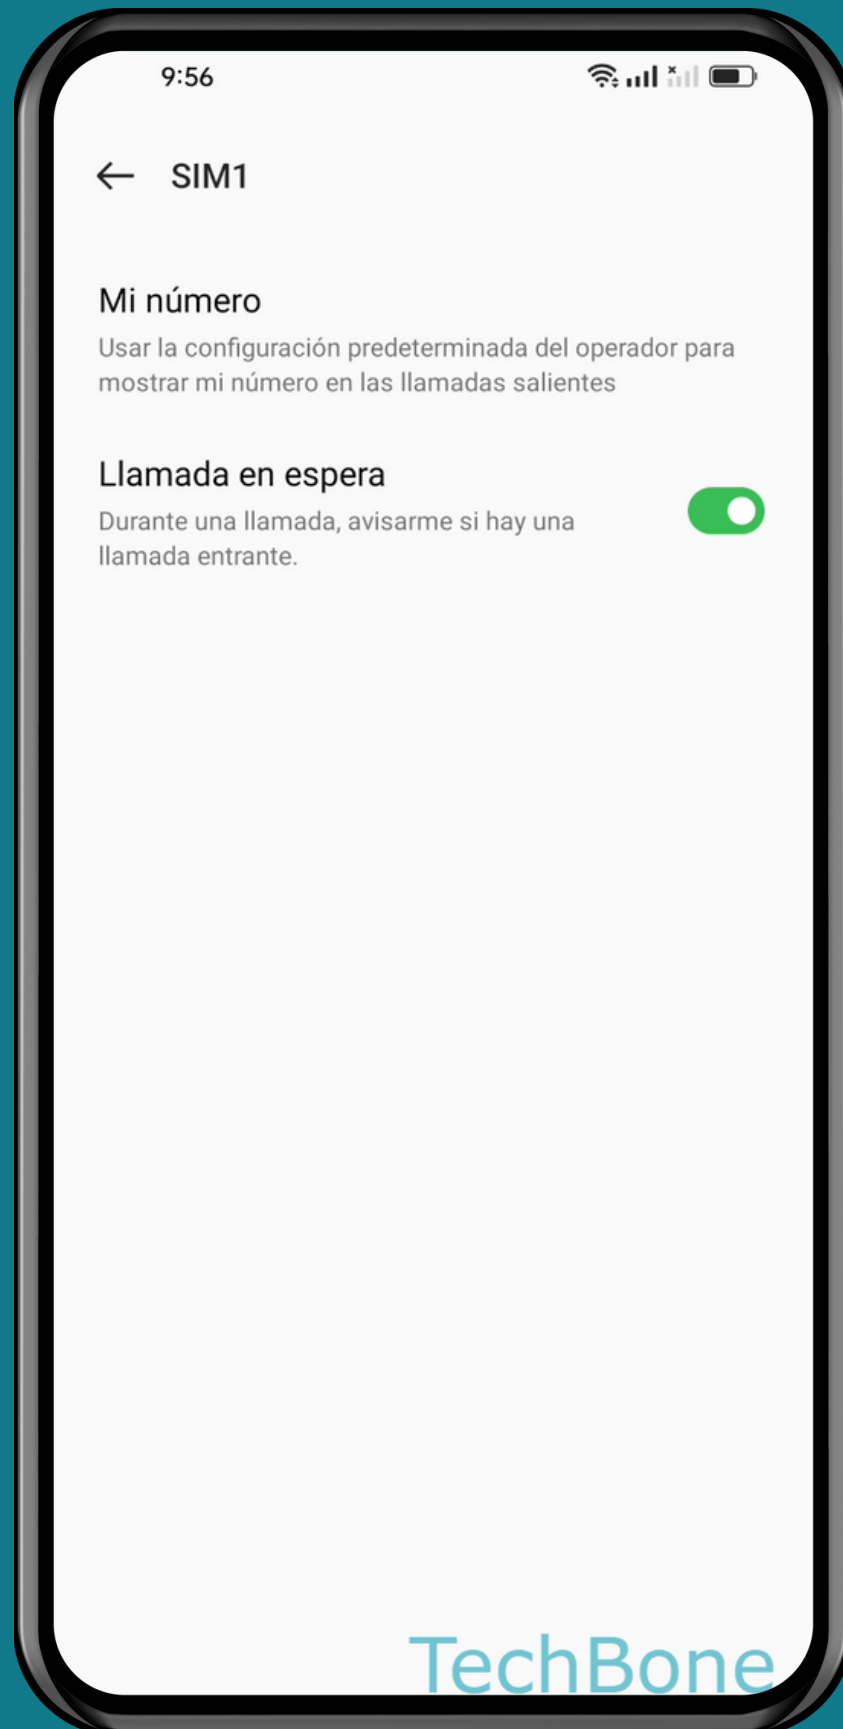 9:56
SIM1
Mi número
Usar la configuración predeterminada del operador para
mostrar mi número en las llamadas salientes
Llamada en espera
Durante una llamada, avisarme si hay una
llamada entrante.
TechBone